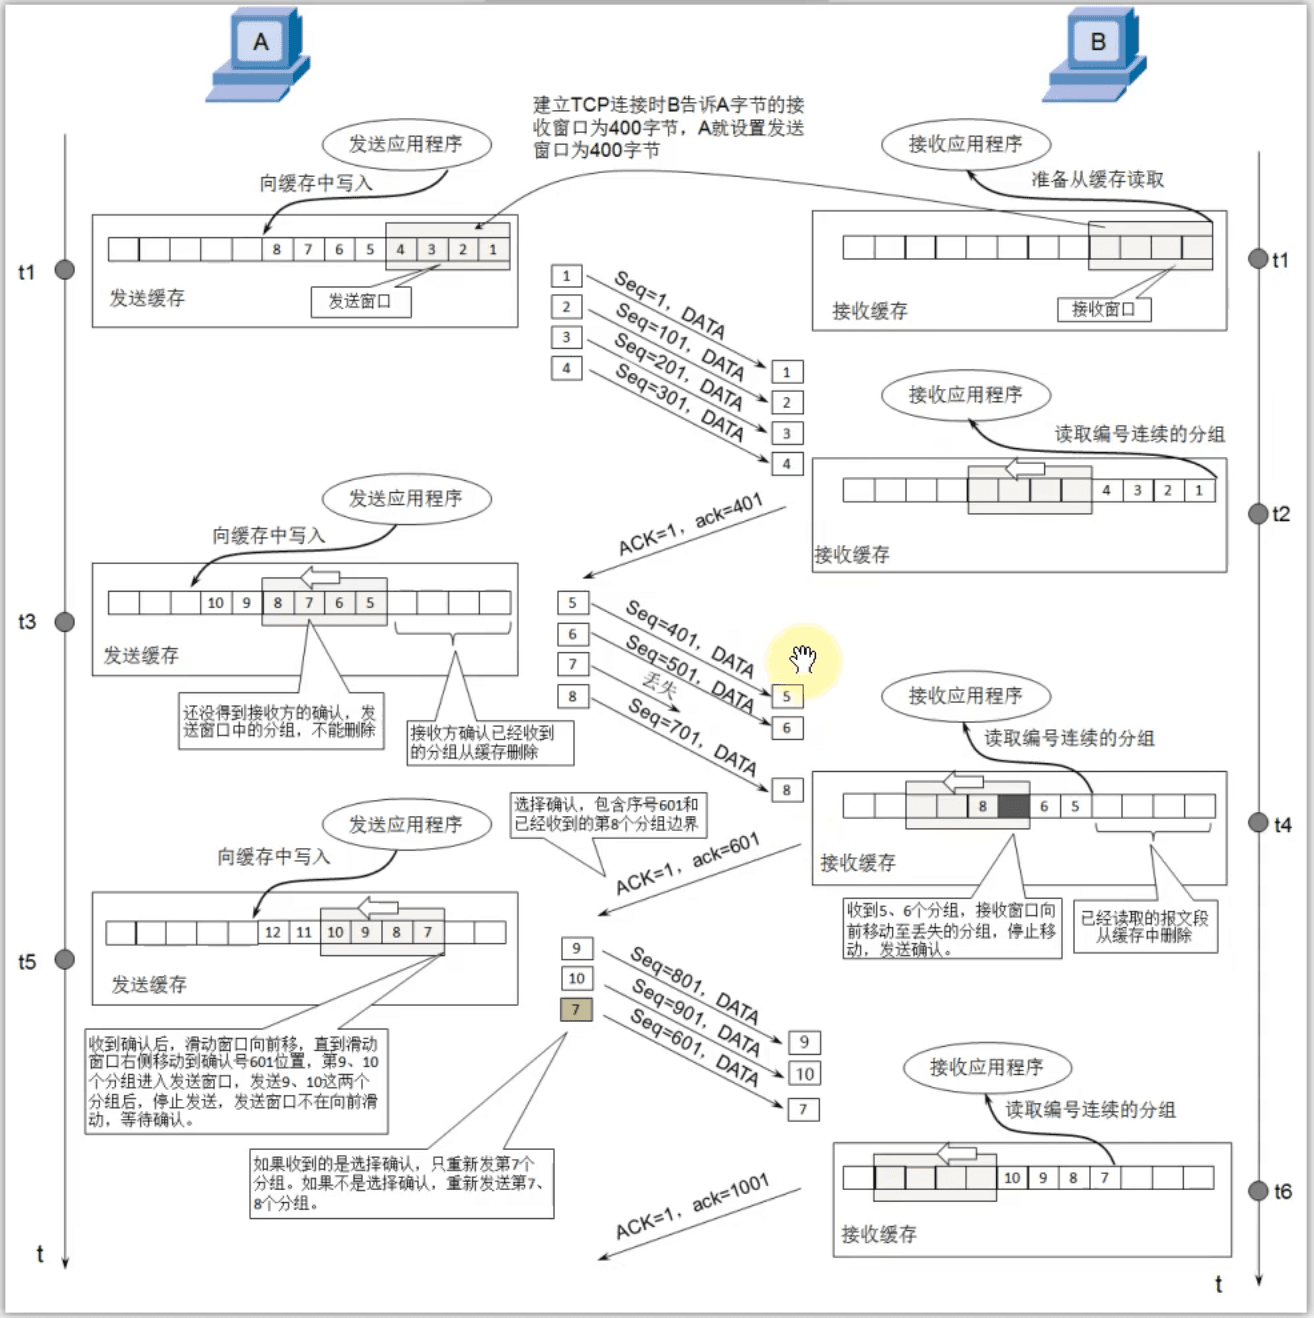 A
B
建立TCP连接时B告诉A字节的接
收窗口为400字节，A就设置发送
窗口为400字节
发送应用程序
向缓存中写入
接收应用程序
准备从缓存读取
t1
8 7 6 5 4 3 2 1
发送窗口
发送缓存
接收窗口
接收缓存
t1
1
2
3
4
Seq=1，DATA
Seq=101，DATA
Seq=201，DATA
Seq=301，DATA
1
2
3
4
接收应用程序
读取编号连续的分组
4 3 2 1
接收缓存
t2
ACK=1，ack=401
发送应用程序
向缓存中写入
t3
10 9 8 7 6 5
发送缓存
还没得到接收方的确认，发
送窗口中的分组，不能删除
接收方确认已经收到
的分组从缓存删除
5
6
7
8
Seq=401，DATA
Seq=501，DATA
丢失
Seq=701，DATA
5
6
8
接收应用程序
读取编号连续的分组
8 6 5
接收缓存
t4
收到5、6个分组，接收窗口向
前移动至丢失的分组，停止移
动，发送确认。
已经读取的报文段
从缓存中删除
选择确认，包含序号601和
已经收到的第8个分组边界
ACK=1，ack=601
发送应用程序
向缓存中写入
t5
12 11 10 9 8 7
发送缓存
收到确认后，滑动窗口向前移，直到滑动
窗口右侧移动到确认号601位置，第9、10
个分组进入发送窗口，发送9、10这两个
分组后，停止发送，发送窗口不在向前滑
动，等待确认。
9
10
7
Seq=801，DATA
Seq=901，DATA
Seq=601，DATA
9
10
7
如果收到的是选择确认，只重新发第7个
分组。如果不是选择确认，重新发送第7、
8个分组。
接收应用程序
读取编号连续的分组
10 9 8 7
接收缓存
t6
ACK=1，ack=1001
t
t